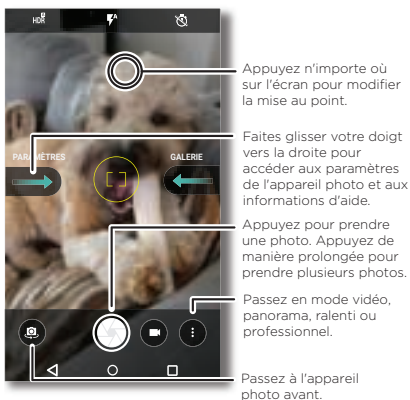 HDR
A
Appuyez n'importe où
sur l'écran pour modifier
la mise au point.
Faites glisser votre doigt
vers la droite pour
accéder aux paramètres
de l'appareil photo et aux
informations d'aide.
PARAMÈTRES
GALERIE
Appuyez pour prendre
une photo. Appuyez de
manière prolongée pour
prendre plusieurs photos.
Passez en mode vidéo,
panorama, ralenti ou
professionnel.
Passez à l'appareil
photo avant.